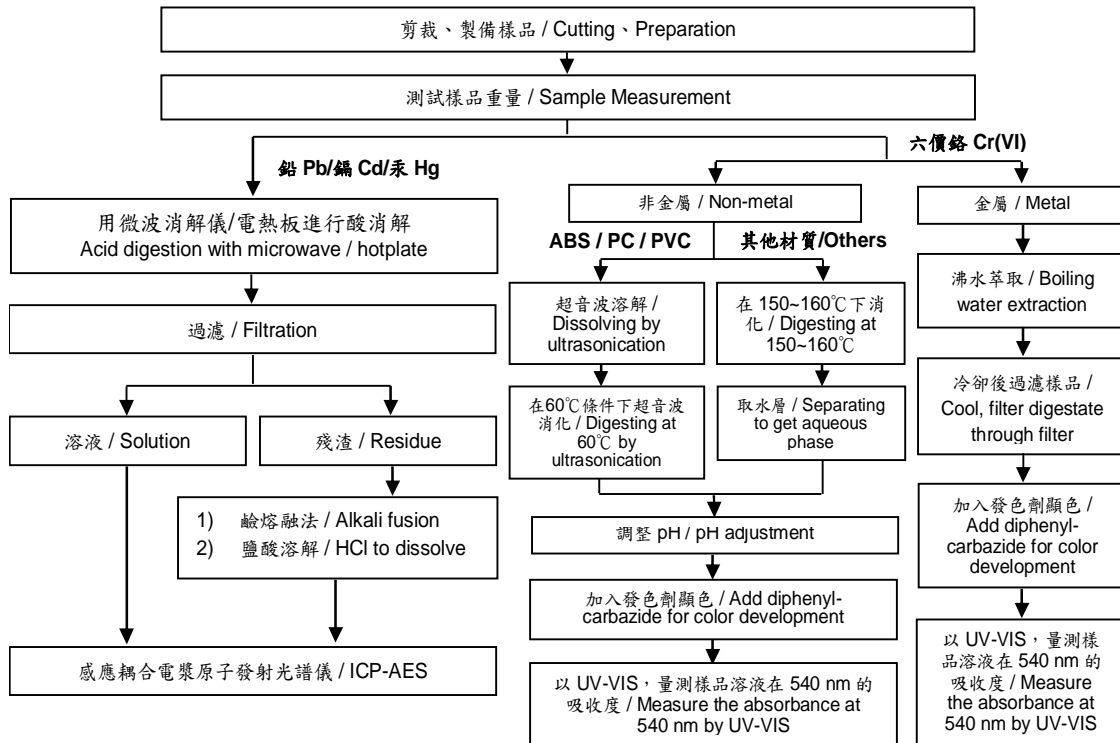 剪裁、製備樣品 / Cutting、Preparation
測試樣品重量 / Sample Measurement
鉛 Pb/鎘 Cd/汞 Hg
六價鉻 Cr(VI)
用微波消解儀/電熱板進行酸消解
Acid digestion with microwave / hotplate
過濾 / Filtration
溶液 / Solution
殘渣 / Residue
1) 鹼熔融法 / Alkali fusion
2) 鹽酸溶解 / HCl to dissolve
感應耦合電漿原子發射光譜儀 / ICP-AES
非金屬 / Non-metal
ABS / PC / PVC
其他材質/Others
超音波溶解 /
Dissolving by
ultrasonication
在60℃條件下超音波
消化 / Digesting at
60℃ by
ultrasonication
在 150~160℃下消
化 / Digesting at
150~160℃
取水層 / Separating
to get aqueous
phase
調整 pH / pH adjustment
加入發色劑顯色 / Add diphenyl-
carbazide for color development
以 UV-VIS，量測樣品溶液在 540 nm 的
吸收度 / Measure the absorbance at
540 nm by UV-VIS
金屬 / Metal
沸水萃取 / Boiling
water extraction
冷卻後過濾樣品 /
Cool, filter digestate
through filter
加入發色劑顯色 /
Add diphenyl-
carbazide for color
development
以 UV-VIS，量測樣
品溶液在 540 nm 的
吸收度 / Measure
the absorbance at
540 nm by UV-VIS